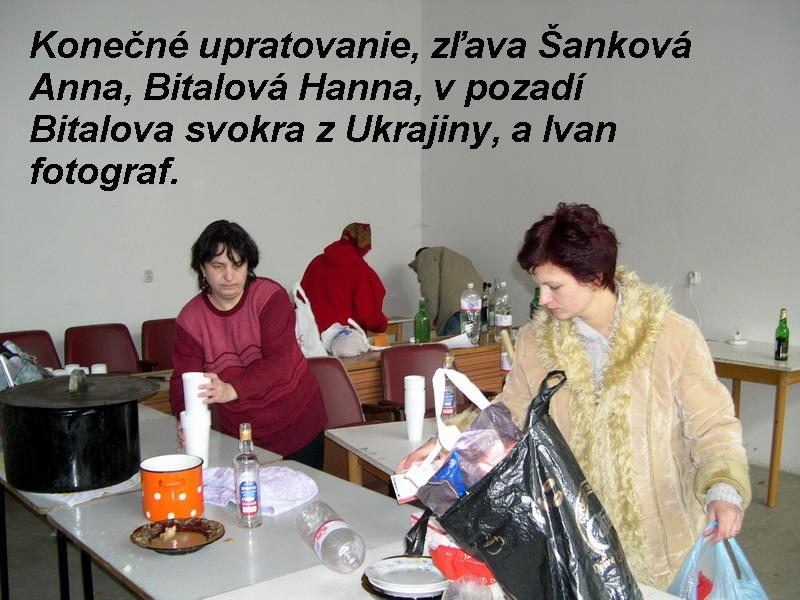 Konečné upratovanie, zľava Šanková
Anna, Bitalová Hanna, v pozadí
Bitalova svokra z Ukrajiny, a Ivan
fotograf.